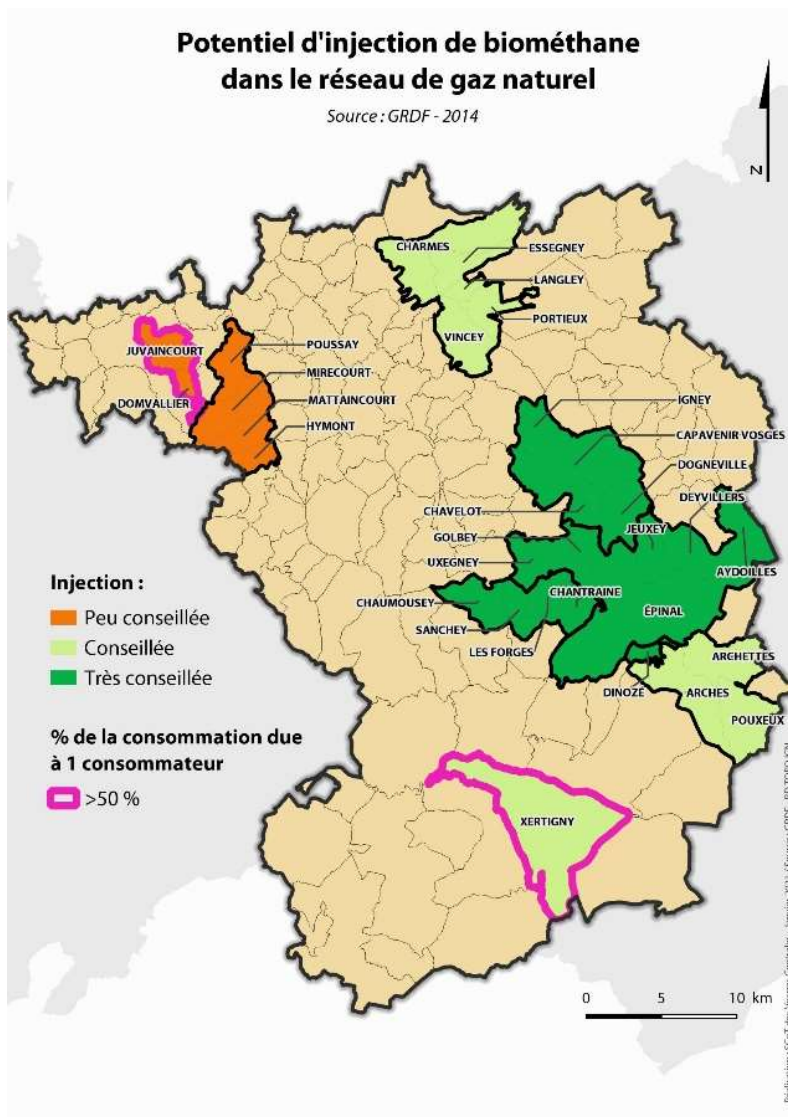 Potentiel d'injection de biométhane
dans le réseau de gaz naturel
Source : GRDF - 2014
N
CHARMES
ESSEGNEY
LANGLEY
PORTIEUX
VINCEY
JUVAINCOURT
DOMVALLIER
POUSSAY
MIRECOURT
MATTAINCOURT
HYMONT
IGNEY
CAPAVENIR VOSGES
DOGNEVILLE
DEYVILLERS
CHAVELOT
JEUXEY
GOLBEY
UXEGNEY
AYDOILLES
CHAUMOUSEY
CHANTRAINE
ÉPINAL
SANCHEY
LES FORGES
ARCHETTES
DINOZÉ
ARCHES
POUXEUX
XERTIGNY
Injection :
Peu conseillée
Conseillée
Très conseillée
% de la consommation due
à 1 consommateur
>50 %
0 5 10 km